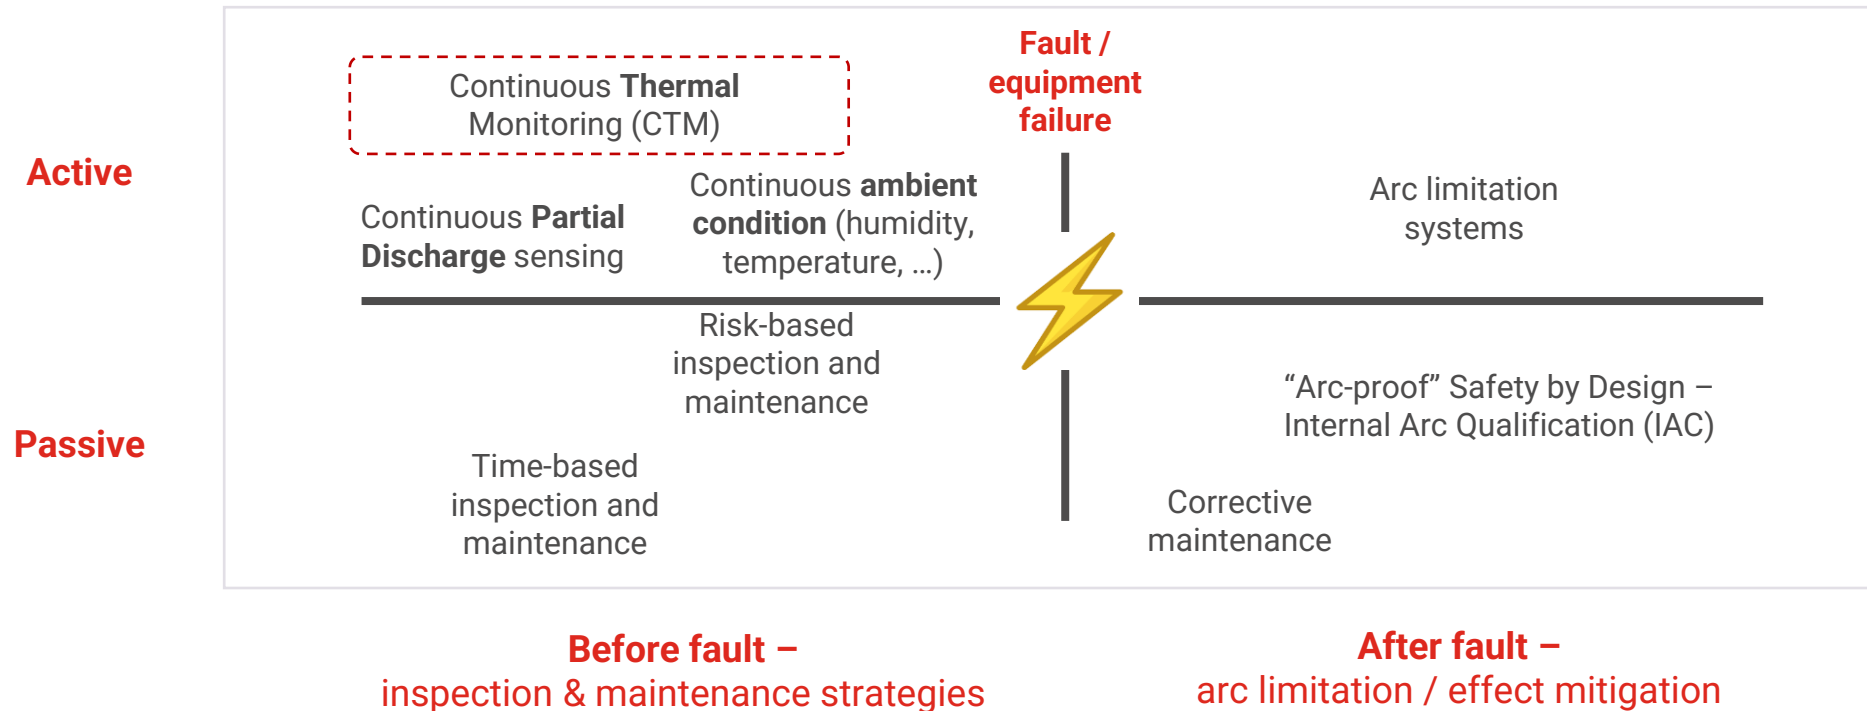 Fault /
equipment
failure
Continuous Thermal
Monitoring (CTM)
Active
Continuous Partial
Discharge sensing
Continuous ambient
condition (humidity,
temperature, …)
Arc limitation
systems
Passive
Risk-based
inspection and
maintenance
Time-based
inspection and
maintenance
“Arc-proof” Safety by Design –
Internal Arc Qualification (IAC)
Corrective
maintenance
Before fault –
inspection & maintenance strategies
After fault –
arc limitation / effect mitigation